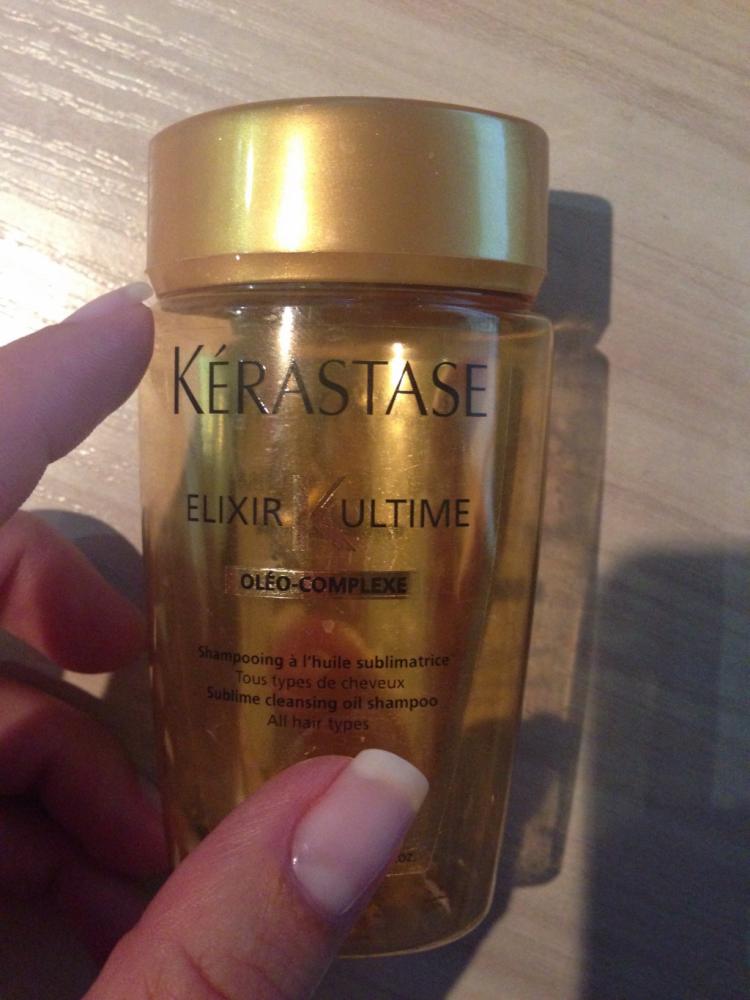 KÉRASTASE
ELIXIR K ULTIME
OLÉO-COMPLEXE
Shampooing à l'huile sublimatrice
Tous types de cheveux
Sublime cleansing oil shampoo
All hair types
oz.